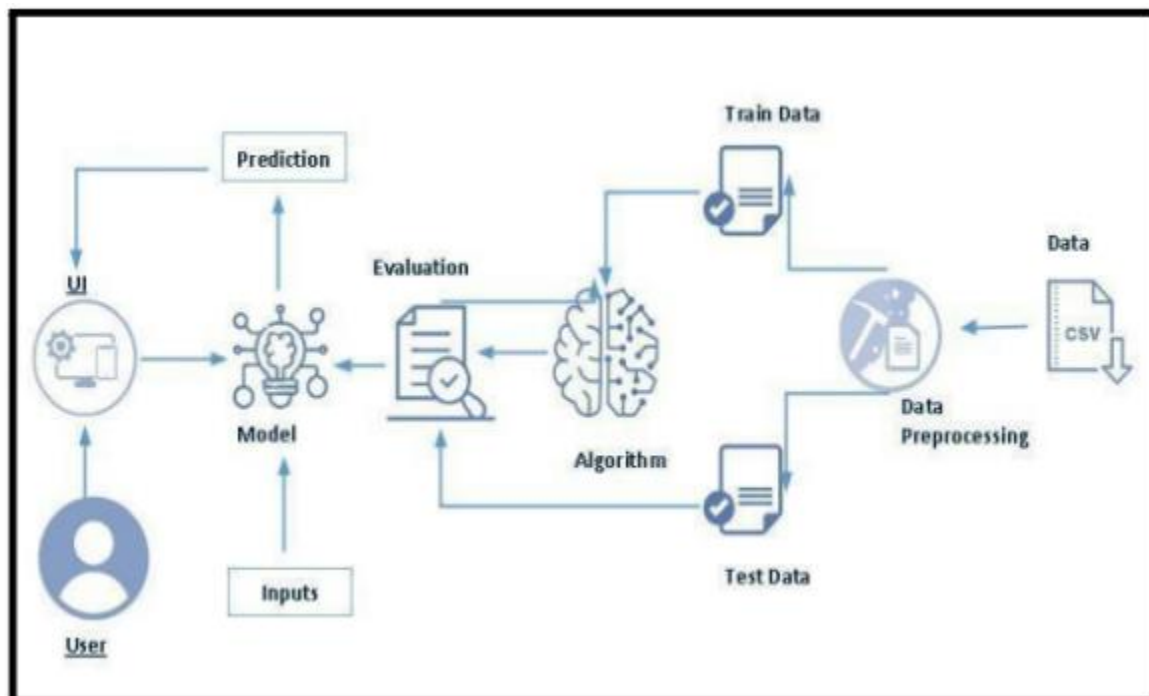 Train Data
Prediction
Data
Evaluation
UI
CSV
Data
Preprocessing
Model
Algorithm
Test Data
Inputs
User